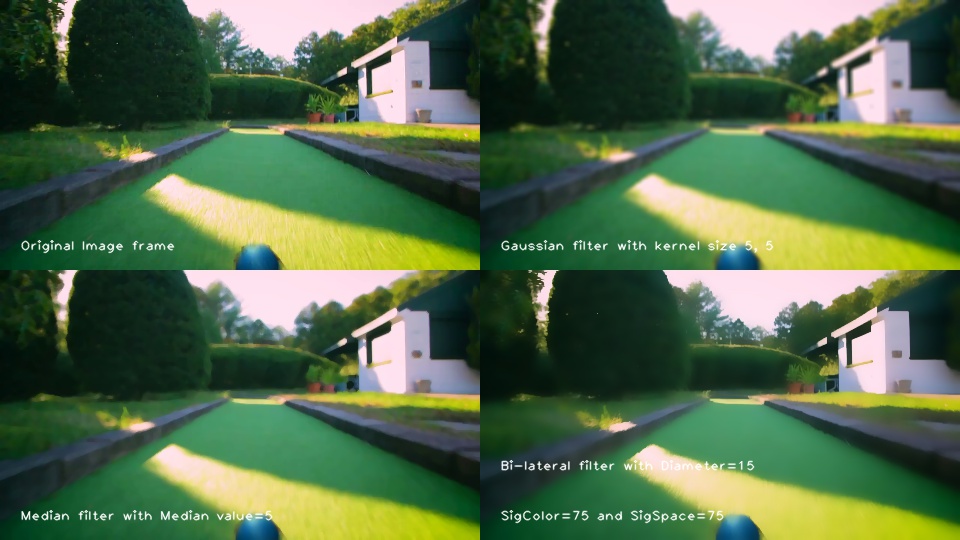 Original Image frame
Gaussian filter with kernel size 5, 5
Median filter with Median value=5
Bi-lateral filter with Diameter=15
SigColor=75 and SigSpace=75